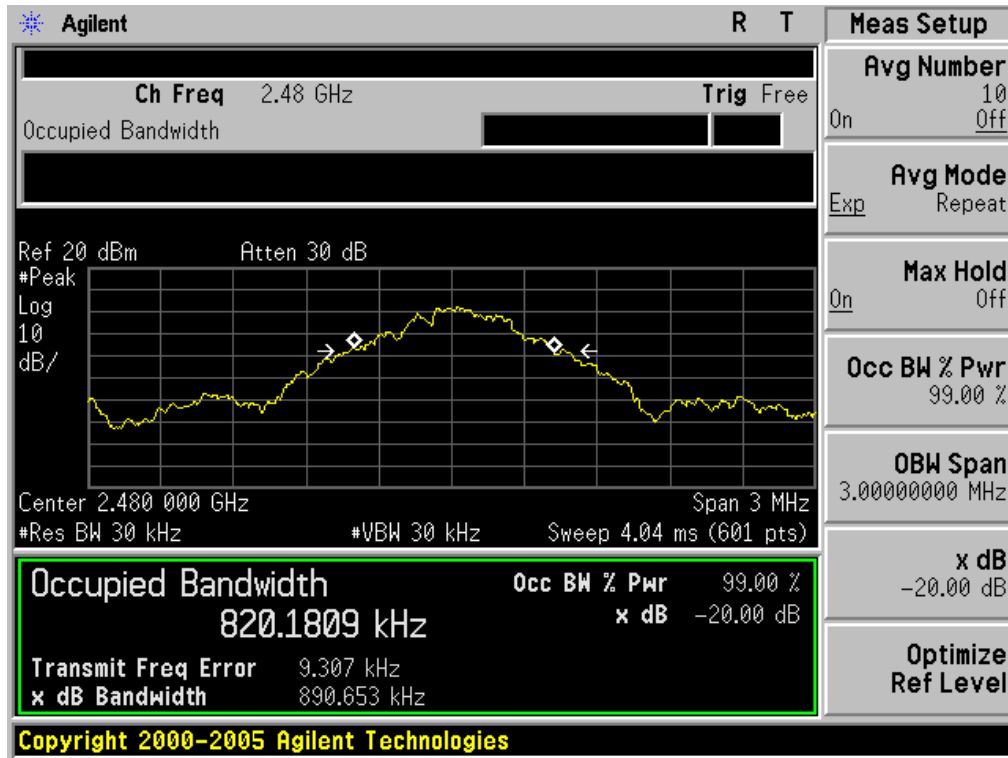 Agilent R T
Ch Freq 2.48 GHz Trig Free
Occupied Bandwidth
Ref 20 dBm Atten 30 dB
#Peak
Log
10
dB/
Center 2.480 000 GHz Span 3 MHz
#Res BW 30 kHz #VBW 30 kHz Sweep 4.04 ms (601 pts)
Occupied Bandwidth Occ BW % Pwr 99.00 %
820.1809 kHz x dB -20.00 dB
Transmit Freq Error 9.307 kHz
x dB Bandwidth 890.653 kHz
Copyright 2000-2005 Agilent Technologies
Meas Setup
Avg Number
10
On Off
Avg Mode
Exp Repeat
Max Hold
On Off
Occ BW % Pwr
99.00 %
OBW Span
3.00000000 MHz
x dB
-20.00 dB
Optimize
Ref Level